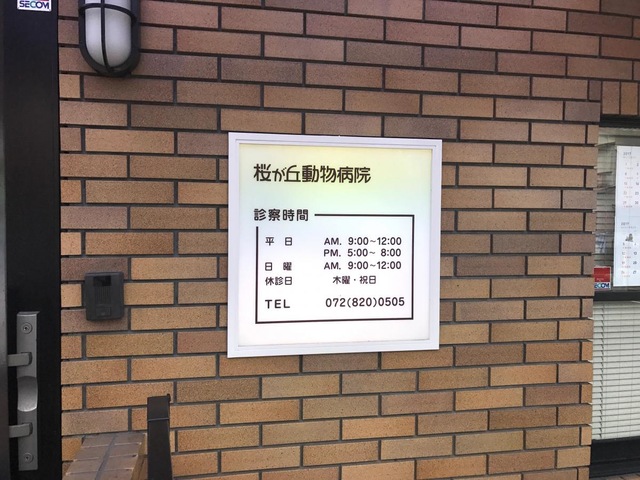 SECOM
桜が丘動物病院
診察時間
平 日 AM. 9:00~12:00
PM. 5:00~ 8:00
日 曜 AM. 9:00~12:00
休診日 木曜・祝日
TEL 072(820)0505
SECOM